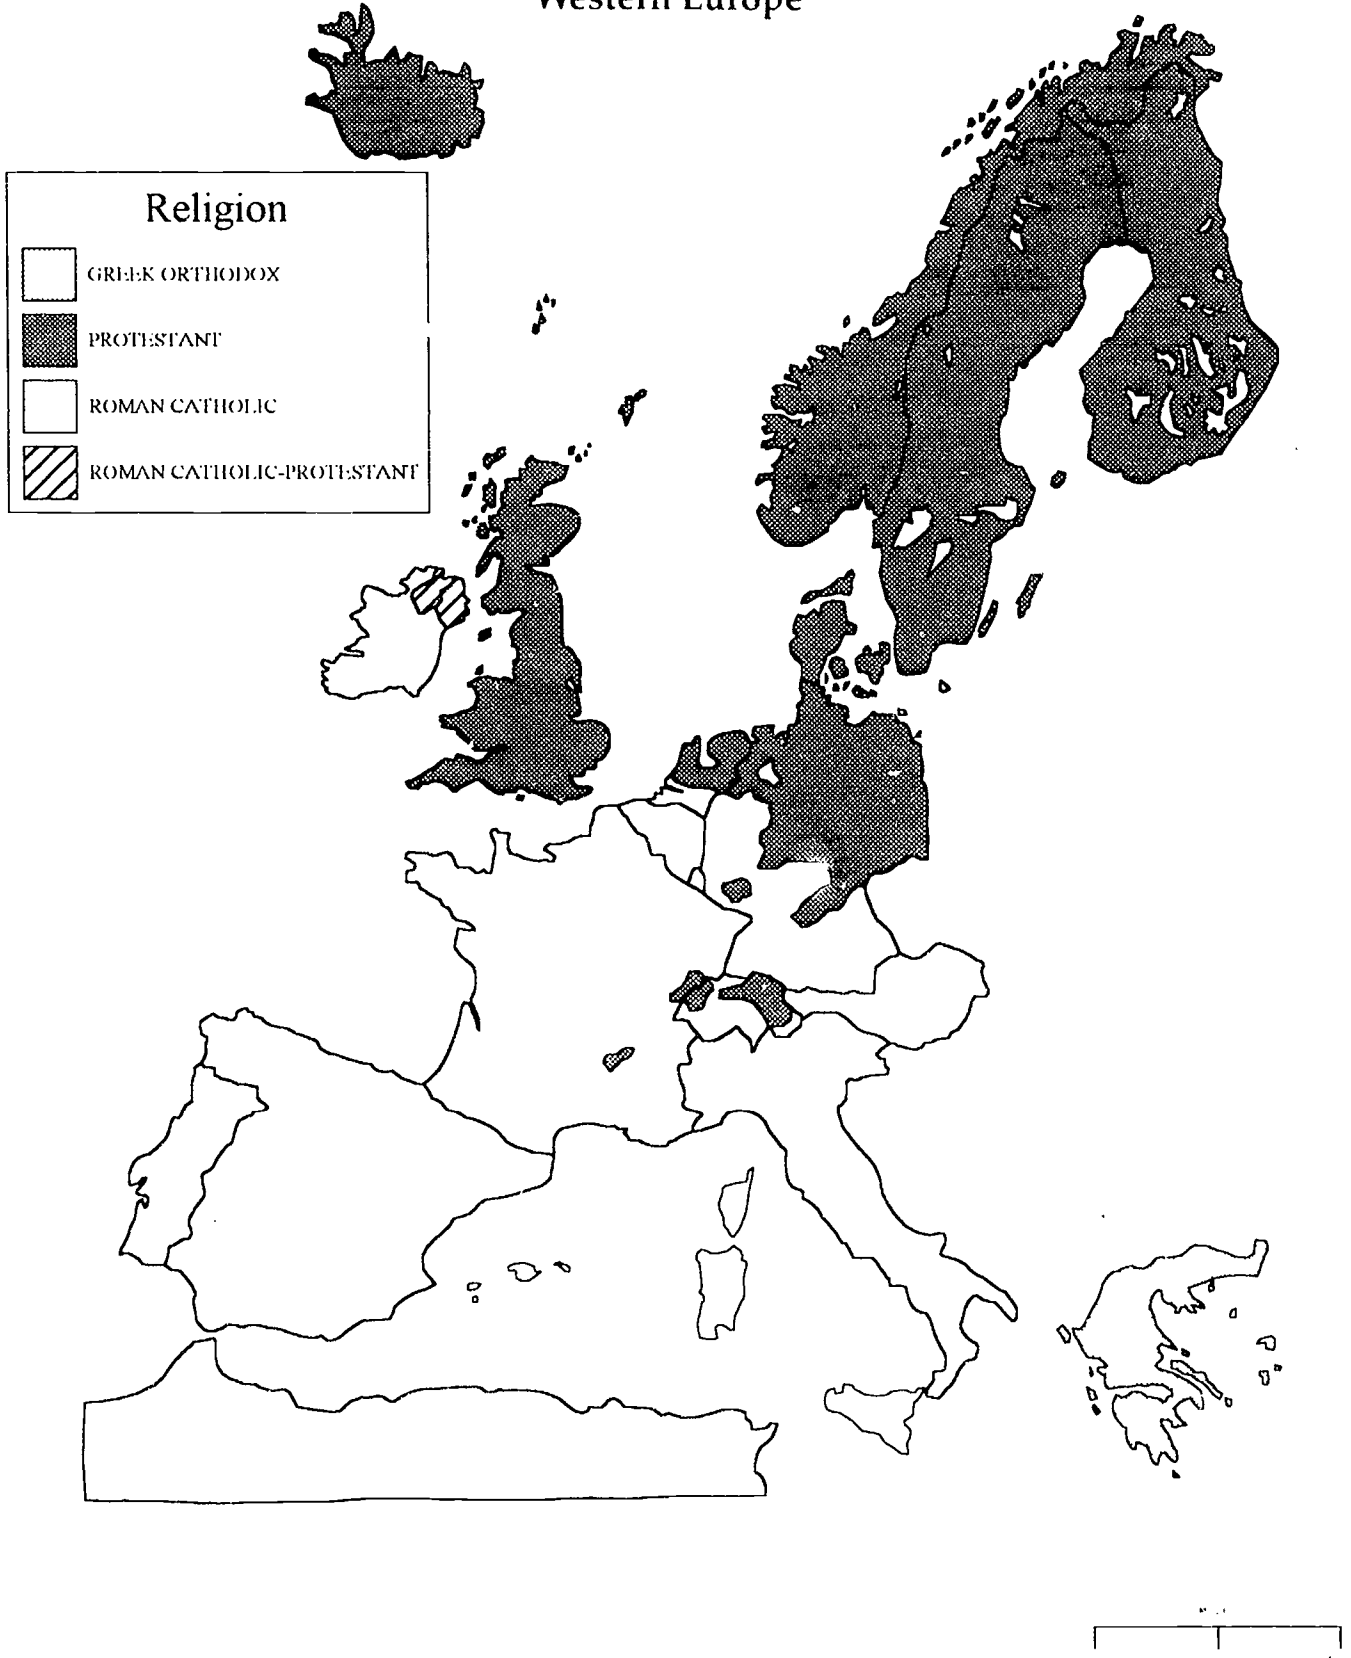 Western Europe
Religion
GREEK ORTHODOX
PROTESTANT
ROMAN CATHOLIC
ROMAN CATHOLIC-PROTESTANT